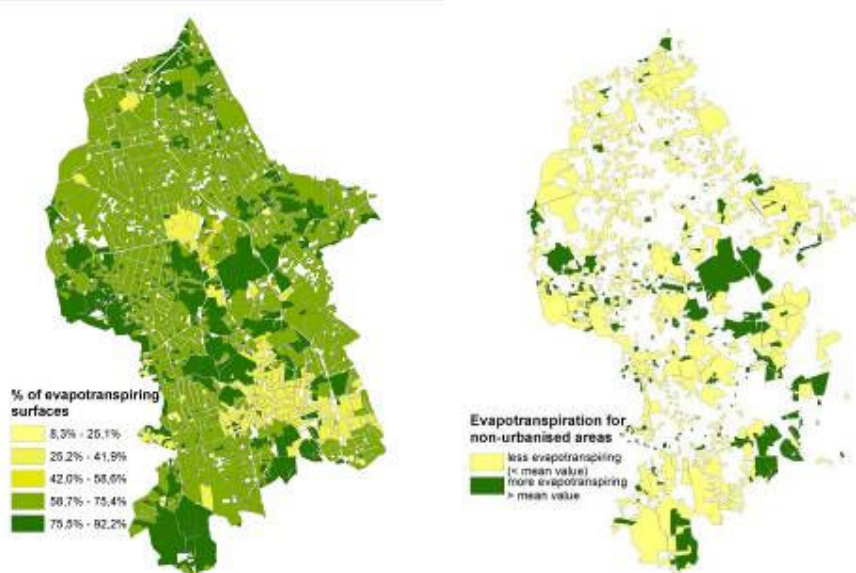 % of evapotranspiring
surfaces
8,3% - 25,1%
25,2% - 41,9%
42,0% - 58,6%
58,7% - 75,4%
75,5% - 92,2%
Evapotranspiration for
non-urbanised areas
less evapotranspiring
(< mean value)
more evapotranspiring
> mean value